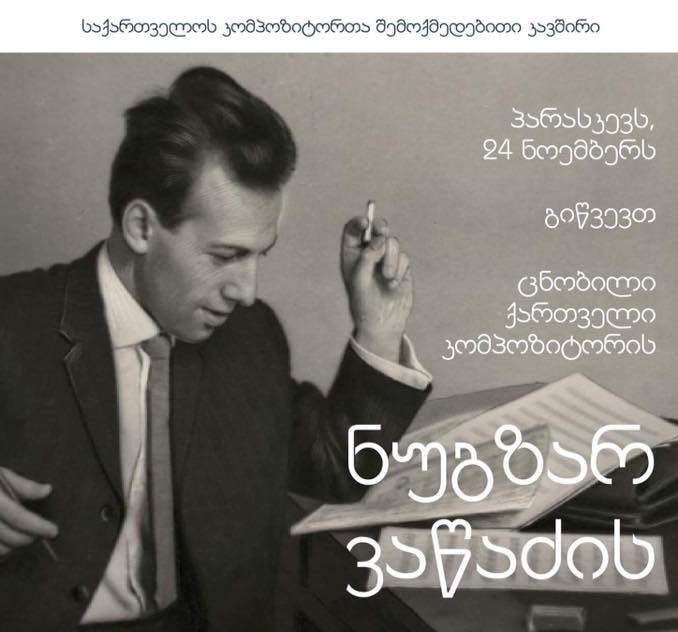 საქართველოს კომპოზიტორთა შემოქმედებითი კავშირი
პარასკევს,
24 ნოემბერს
გიწვევთ
ცნობილი
ქართველი
კომპოზიტორის
ნუგზარ
ვაწაძის